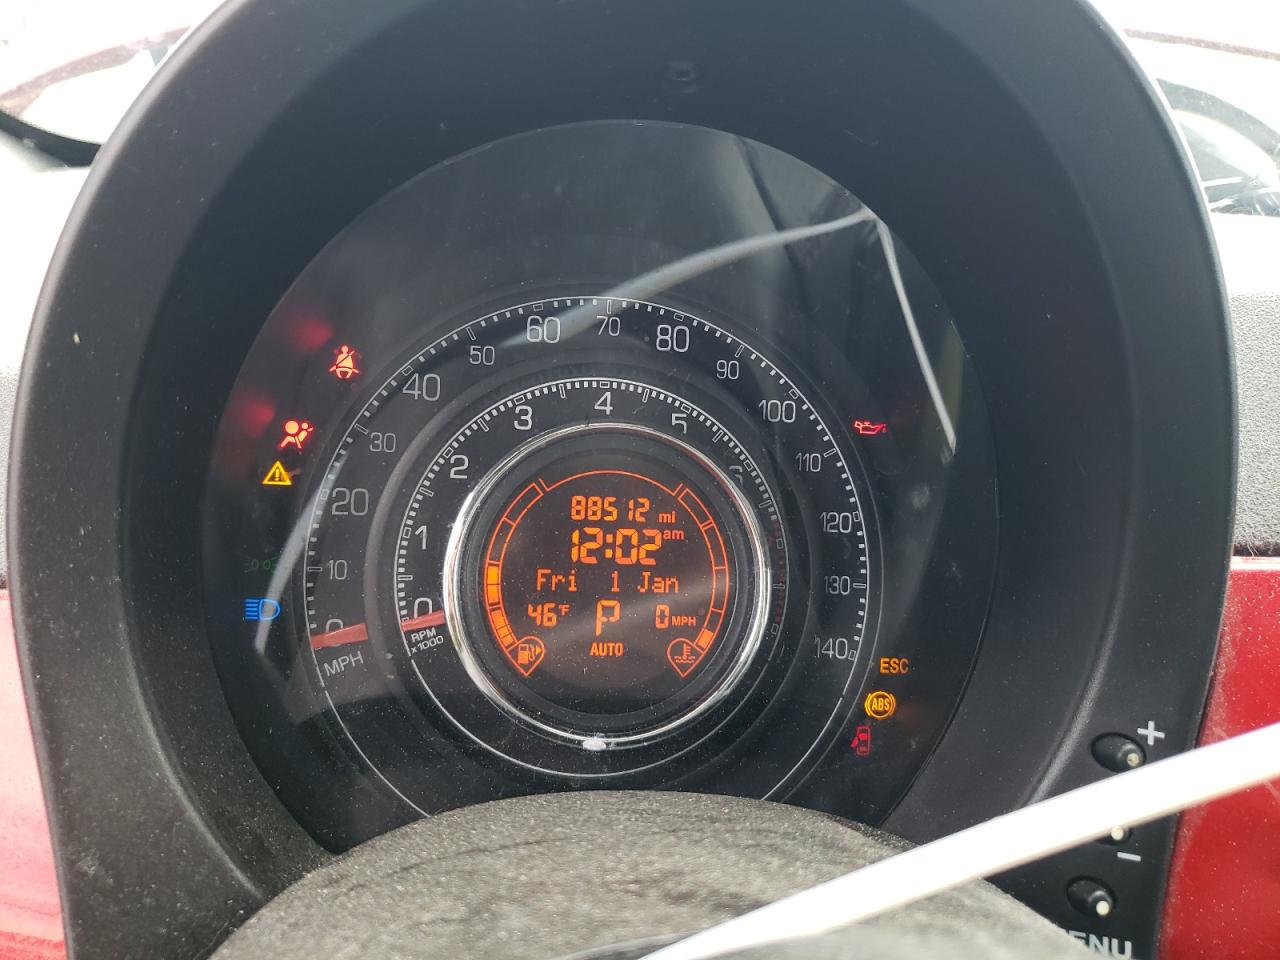 60 70 80
50 90
40 100
30 110
20 120
10 130
0 140
MPH
3 4 5
2 6
1
0
RPM
x1000
88512 mi
12:02 am
Fri 1 Jan
46°F P 0 MPH
AUTO
ESC
ABS
+
-
ENU